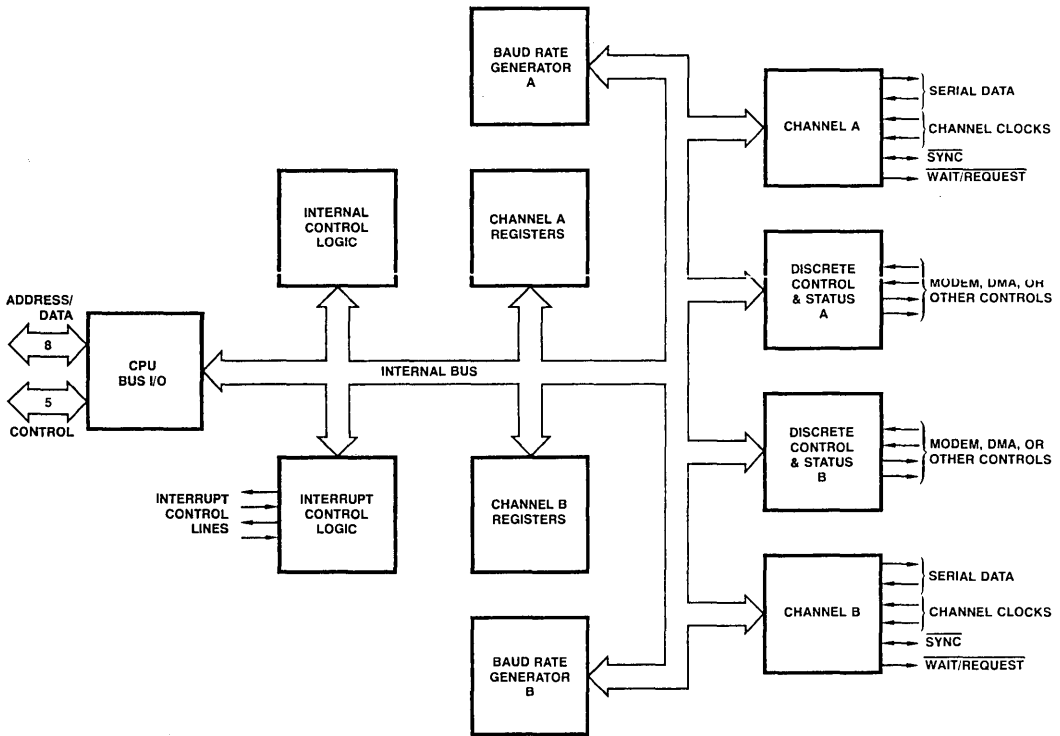 BAUD RATE
GENERATOR
A
CHANNEL A
SERIAL DATA
CHANNEL CLOCKS
SYNC
WAIT/REQUEST
INTERNAL
CONTROL
LOGIC
CHANNEL A
REGISTERS
DISCRETE
CONTROL
& STATUS
A
MODEM, DMA, OR
OTHER CONTROLS
ADDRESS/
DATA
8
5
CONTROL
CPU
BUS I/O
INTERNAL BUS
DISCRETE
CONTROL
& STATUS
B
MODEM, DMA, OR
OTHER CONTROLS
INTERRUPT
CONTROL
LINES
INTERRUPT
CONTROL
LOGIC
CHANNEL B
REGISTERS
CHANNEL B
SERIAL DATA
CHANNEL CLOCKS
SYNC
WAIT/REQUEST
BAUD RATE
GENERATOR
B